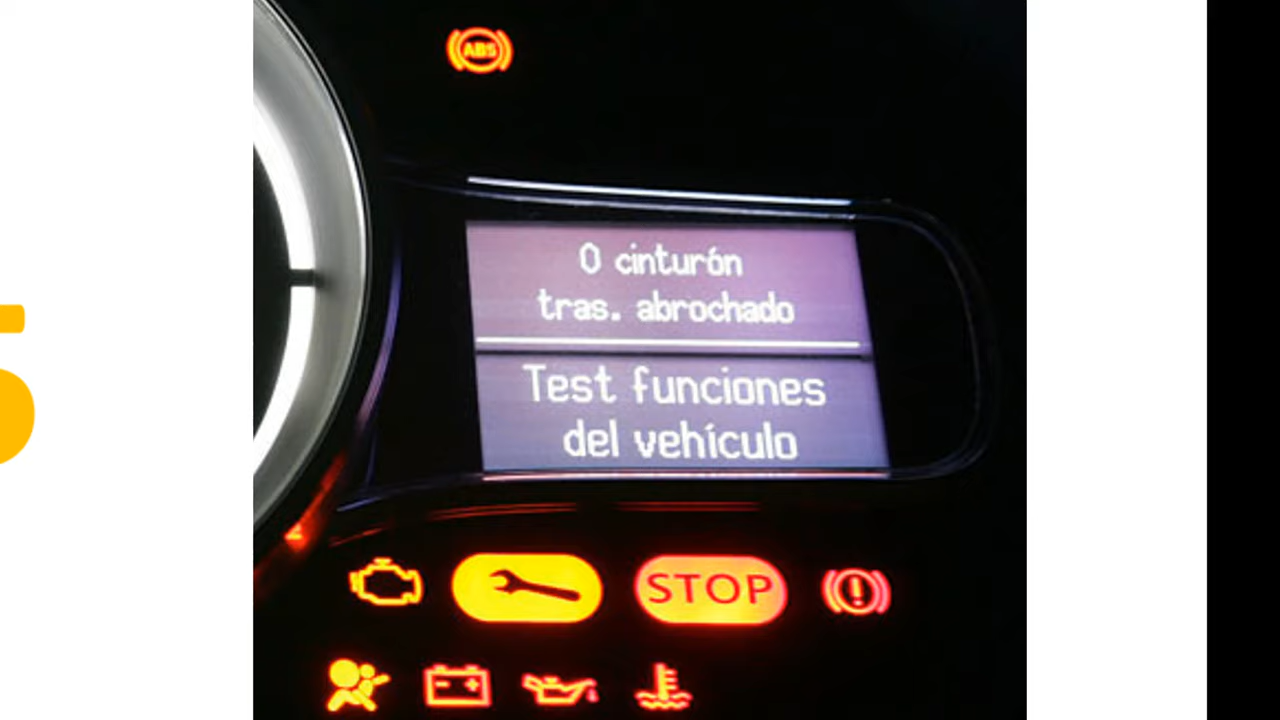 ABS
0 cinturón
tras. abrochado
Test funciones
del vehículo
STOP